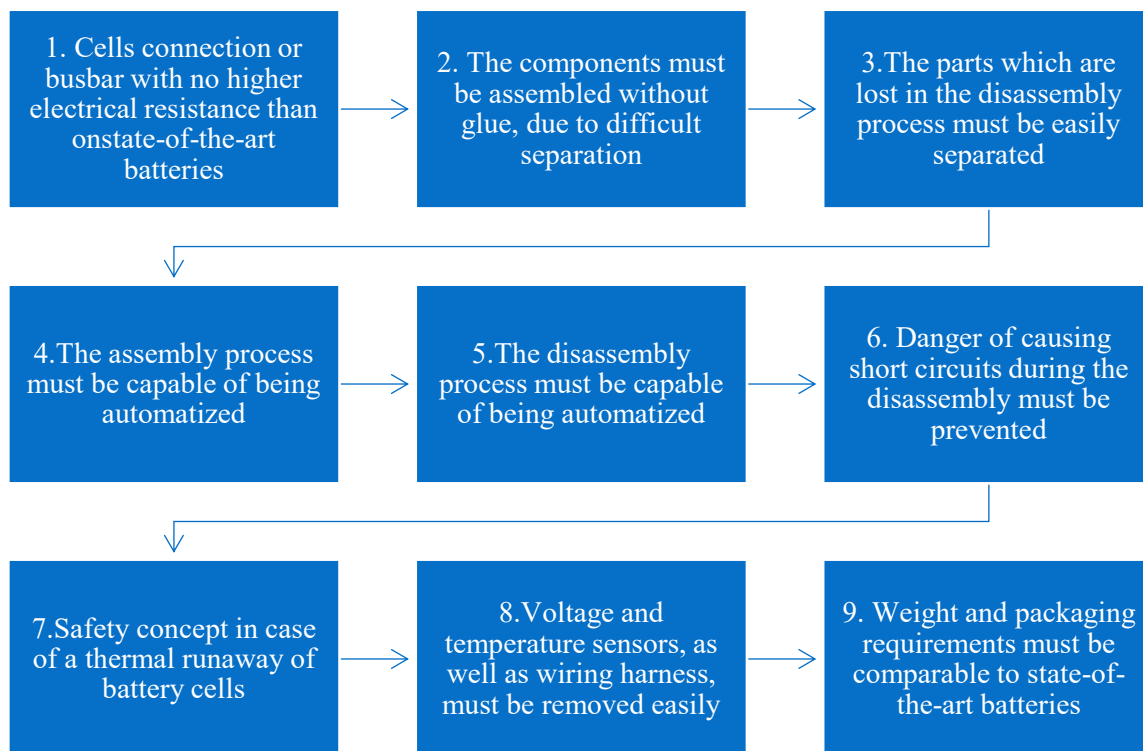 1. Cells connection or
busbar with no higher
electrical resistance than
onstate-of-the-art
batteries
2. The components must
be assembled without
glue, due to difficult
separation
3.The parts which are
lost in the disassembly
process must be easily
separated
4.The assembly process
must be capable of being
automatized
5.The disassembly
process must be capable
of being automatized
6. Danger of causing
short circuits during the
disassembly must be
prevented
7.Safety concept in case
of a thermal runaway of
battery cells
8.Voltage and
temperature sensors, as
well as wiring harness,
must be removed easily
9. Weight and packaging
requirements must be
comparable to state-of-
the-art batteries